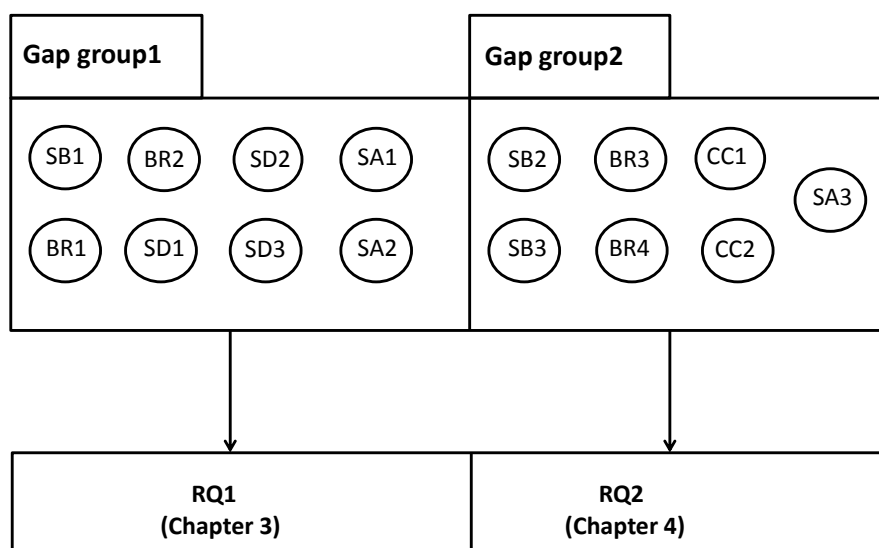 Gap group1
Gap group2
SB1 BR2 SD2 SA1
BR1 SD1 SD3 SA2
SB2 BR3 CC1
SA3
SB3 BR4 CC2
RQ1
(Chapter 3)
RQ2
(Chapter 4)